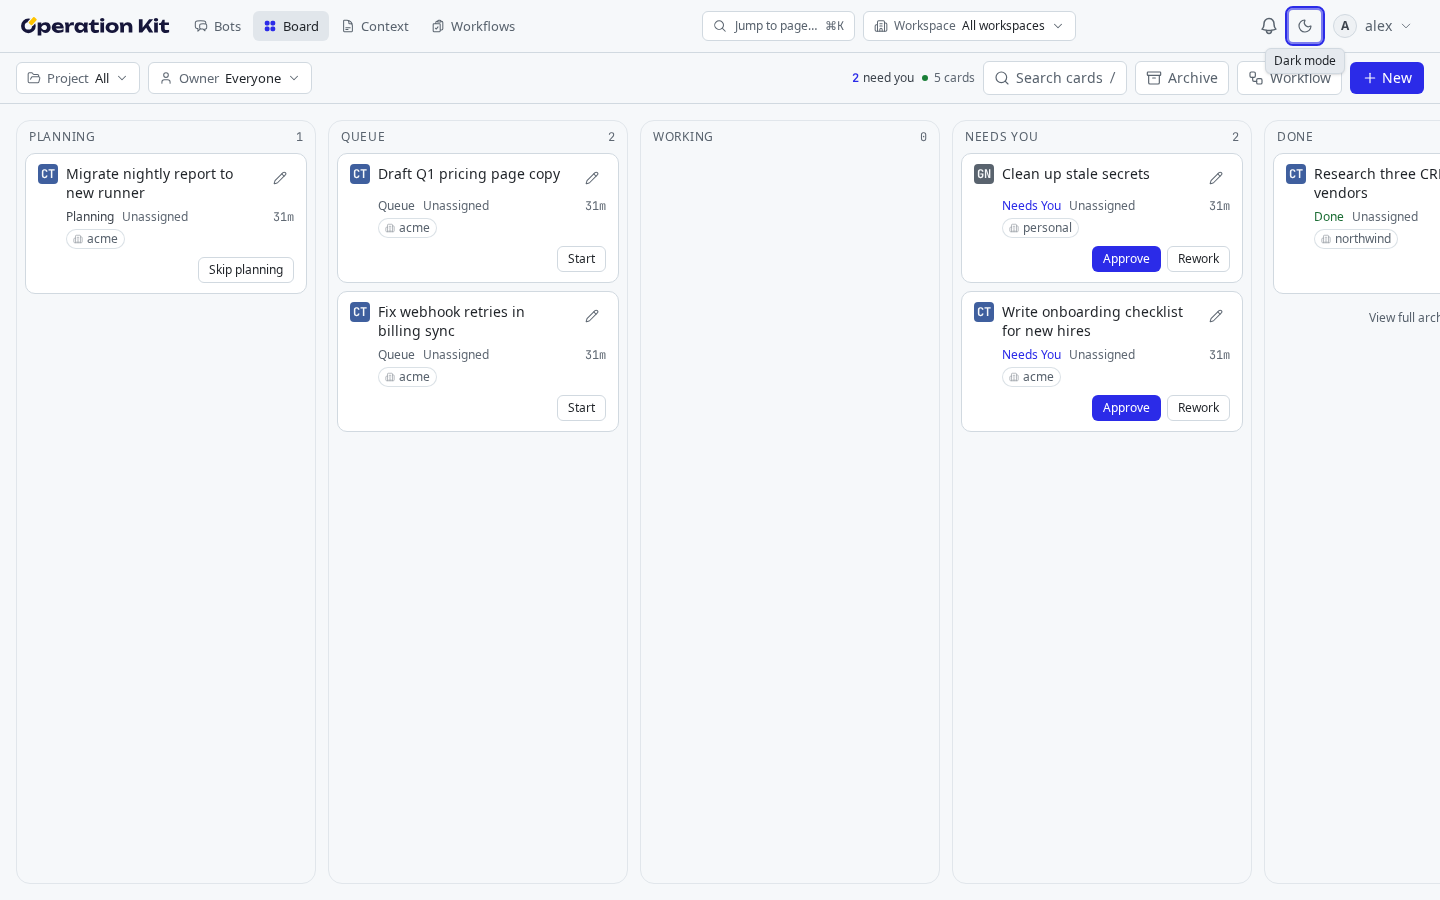 Operation Kit
Bots
Board
Context
Workflows
Jump to page... ⌘K
Workspace All workspaces
A alex
Dark mode
Project All
Owner Everyone
2 need you
5 cards
Search cards /
Archive
Workflow
New
PLANNING 1
CT Migrate nightly report to
new runner
Planning Unassigned 31m
acme
Skip planning
QUEUE 2
CT Draft Q1 pricing page copy
Queue Unassigned 31m
acme
Start
CT Fix webhook retries in
billing sync
Queue Unassigned 31m
acme
Start
WORKING 0
NEEDS YOU 2
GN Clean up stale secrets
Needs You Unassigned 31m
personal
Approve Rework
CT Write onboarding checklist
for new hires
Needs You Unassigned 31m
acme
Approve Rework
DONE
CT Research three CR
vendors
Done Unassigned
northwind
View full arch